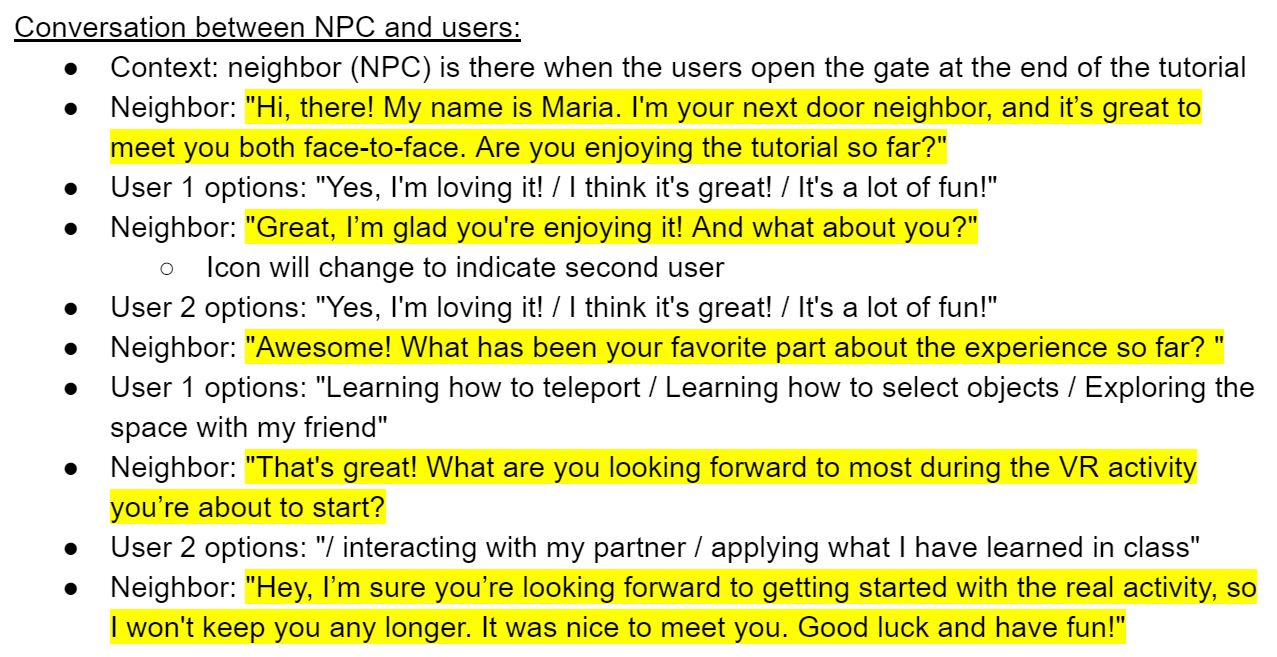 Conversation between NPC and users:
● Context: neighbor (NPC) is there when the users open the gate at the end of the tutorial
● Neighbor: "Hi, there! My name is Maria. I'm your next door neighbor, and it’s great to
meet you both face-to-face. Are you enjoying the tutorial so far?"
● User 1 options: "Yes, I'm loving it! / I think it's great! / It's a lot of fun!"
● Neighbor: "Great, I’m glad you're enjoying it! And what about you?"
○ Icon will change to indicate second user
● User 2 options: "Yes, I'm loving it! / I think it's great! / It's a lot of fun!"
● Neighbor: "Awesome! What has been your favorite part about the experience so far? "
● User 1 options: "Learning how to teleport / Learning how to select objects / Exploring the
space with my friend"
● Neighbor: "That's great! What are you looking forward to most during the VR activity
you’re about to start?
● User 2 options: "/ interacting with my partner / applying what I have learned in class"
● Neighbor: "Hey, I’m sure you’re looking forward to getting started with the real activity, so
I won't keep you any longer. It was nice to meet you. Good luck and have fun!"